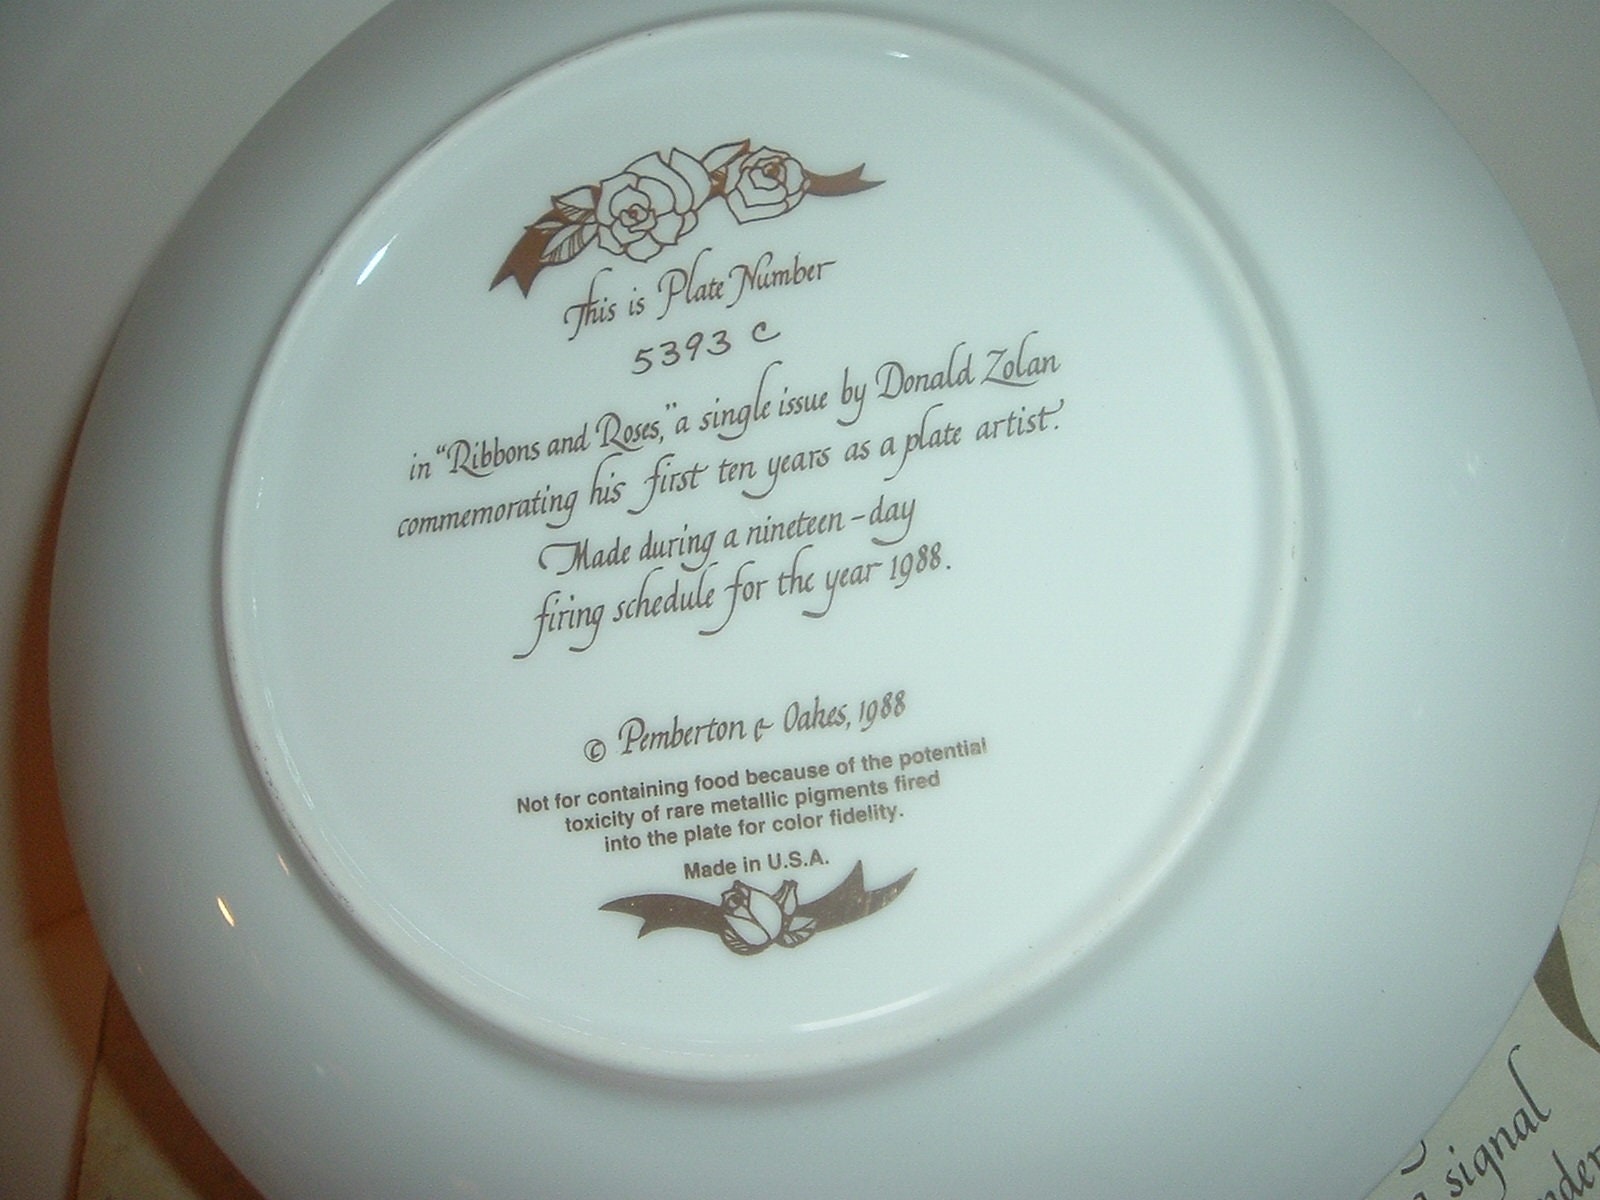 This is Plate Number
5393 C
in "Ribbons and Roses," a single issue by Donald Zolan
commemorating his first ten years as a plate artist.
Made during a nineteen-day
firing schedule for the year 1988.
© Pemberton & Oakes, 1988
Not for containing food because of the potential
toxicity of rare metallic pigments fired
into the plate for color fidelity.
Made in U.S.A.
signal